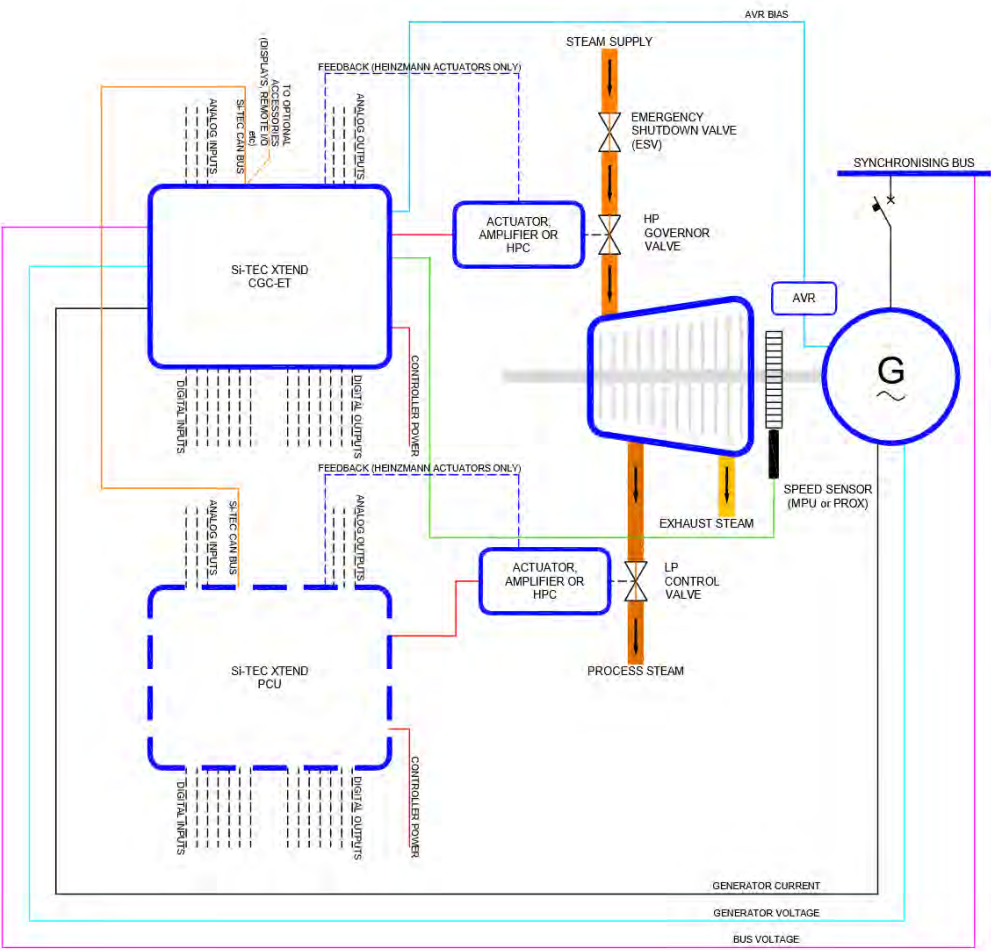 AVR BIAS
STEAM SUPPLY
FEEDBACK (HEINZMANN ACTUATORS ONLY)
TO OPTIONAL
ACCESSORIES
(DISPLAYS, REMOTE I/O
etc)
ANALOG INPUTS
Si-TEC CAN BUS
ANALOG OUTPUTS
EMERGENCY
SHUTDOWN VALVE
(ESV)
SYNCHRONISING BUS
ACTUATOR,
AMPLIFIER OR
HPC
HP
GOVERNOR
VALVE
Si-TEC XTEND
CGC-ET
AVR
G
DIGITAL INPUTS
DIGITAL OUTPUTS
CONTROLLER POWER
FEEDBACK (HEINZMANN ACTUATORS ONLY)
SPEED SENSOR
(MPU or PROX)
EXHAUST STEAM
ANALOG INPUTS
Si-TEC CAN BUS
ANALOG OUTPUTS
ACTUATOR,
AMPLIFIER OR
HPC
LP
CONTROL
VALVE
Si-TEC XTEND
PCU
PROCESS STEAM
DIGITAL INPUTS
DIGITAL OUTPUTS
CONTROLLER POWER
GENERATOR CURRENT
GENERATOR VOLTAGE
BUS VOLTAGE